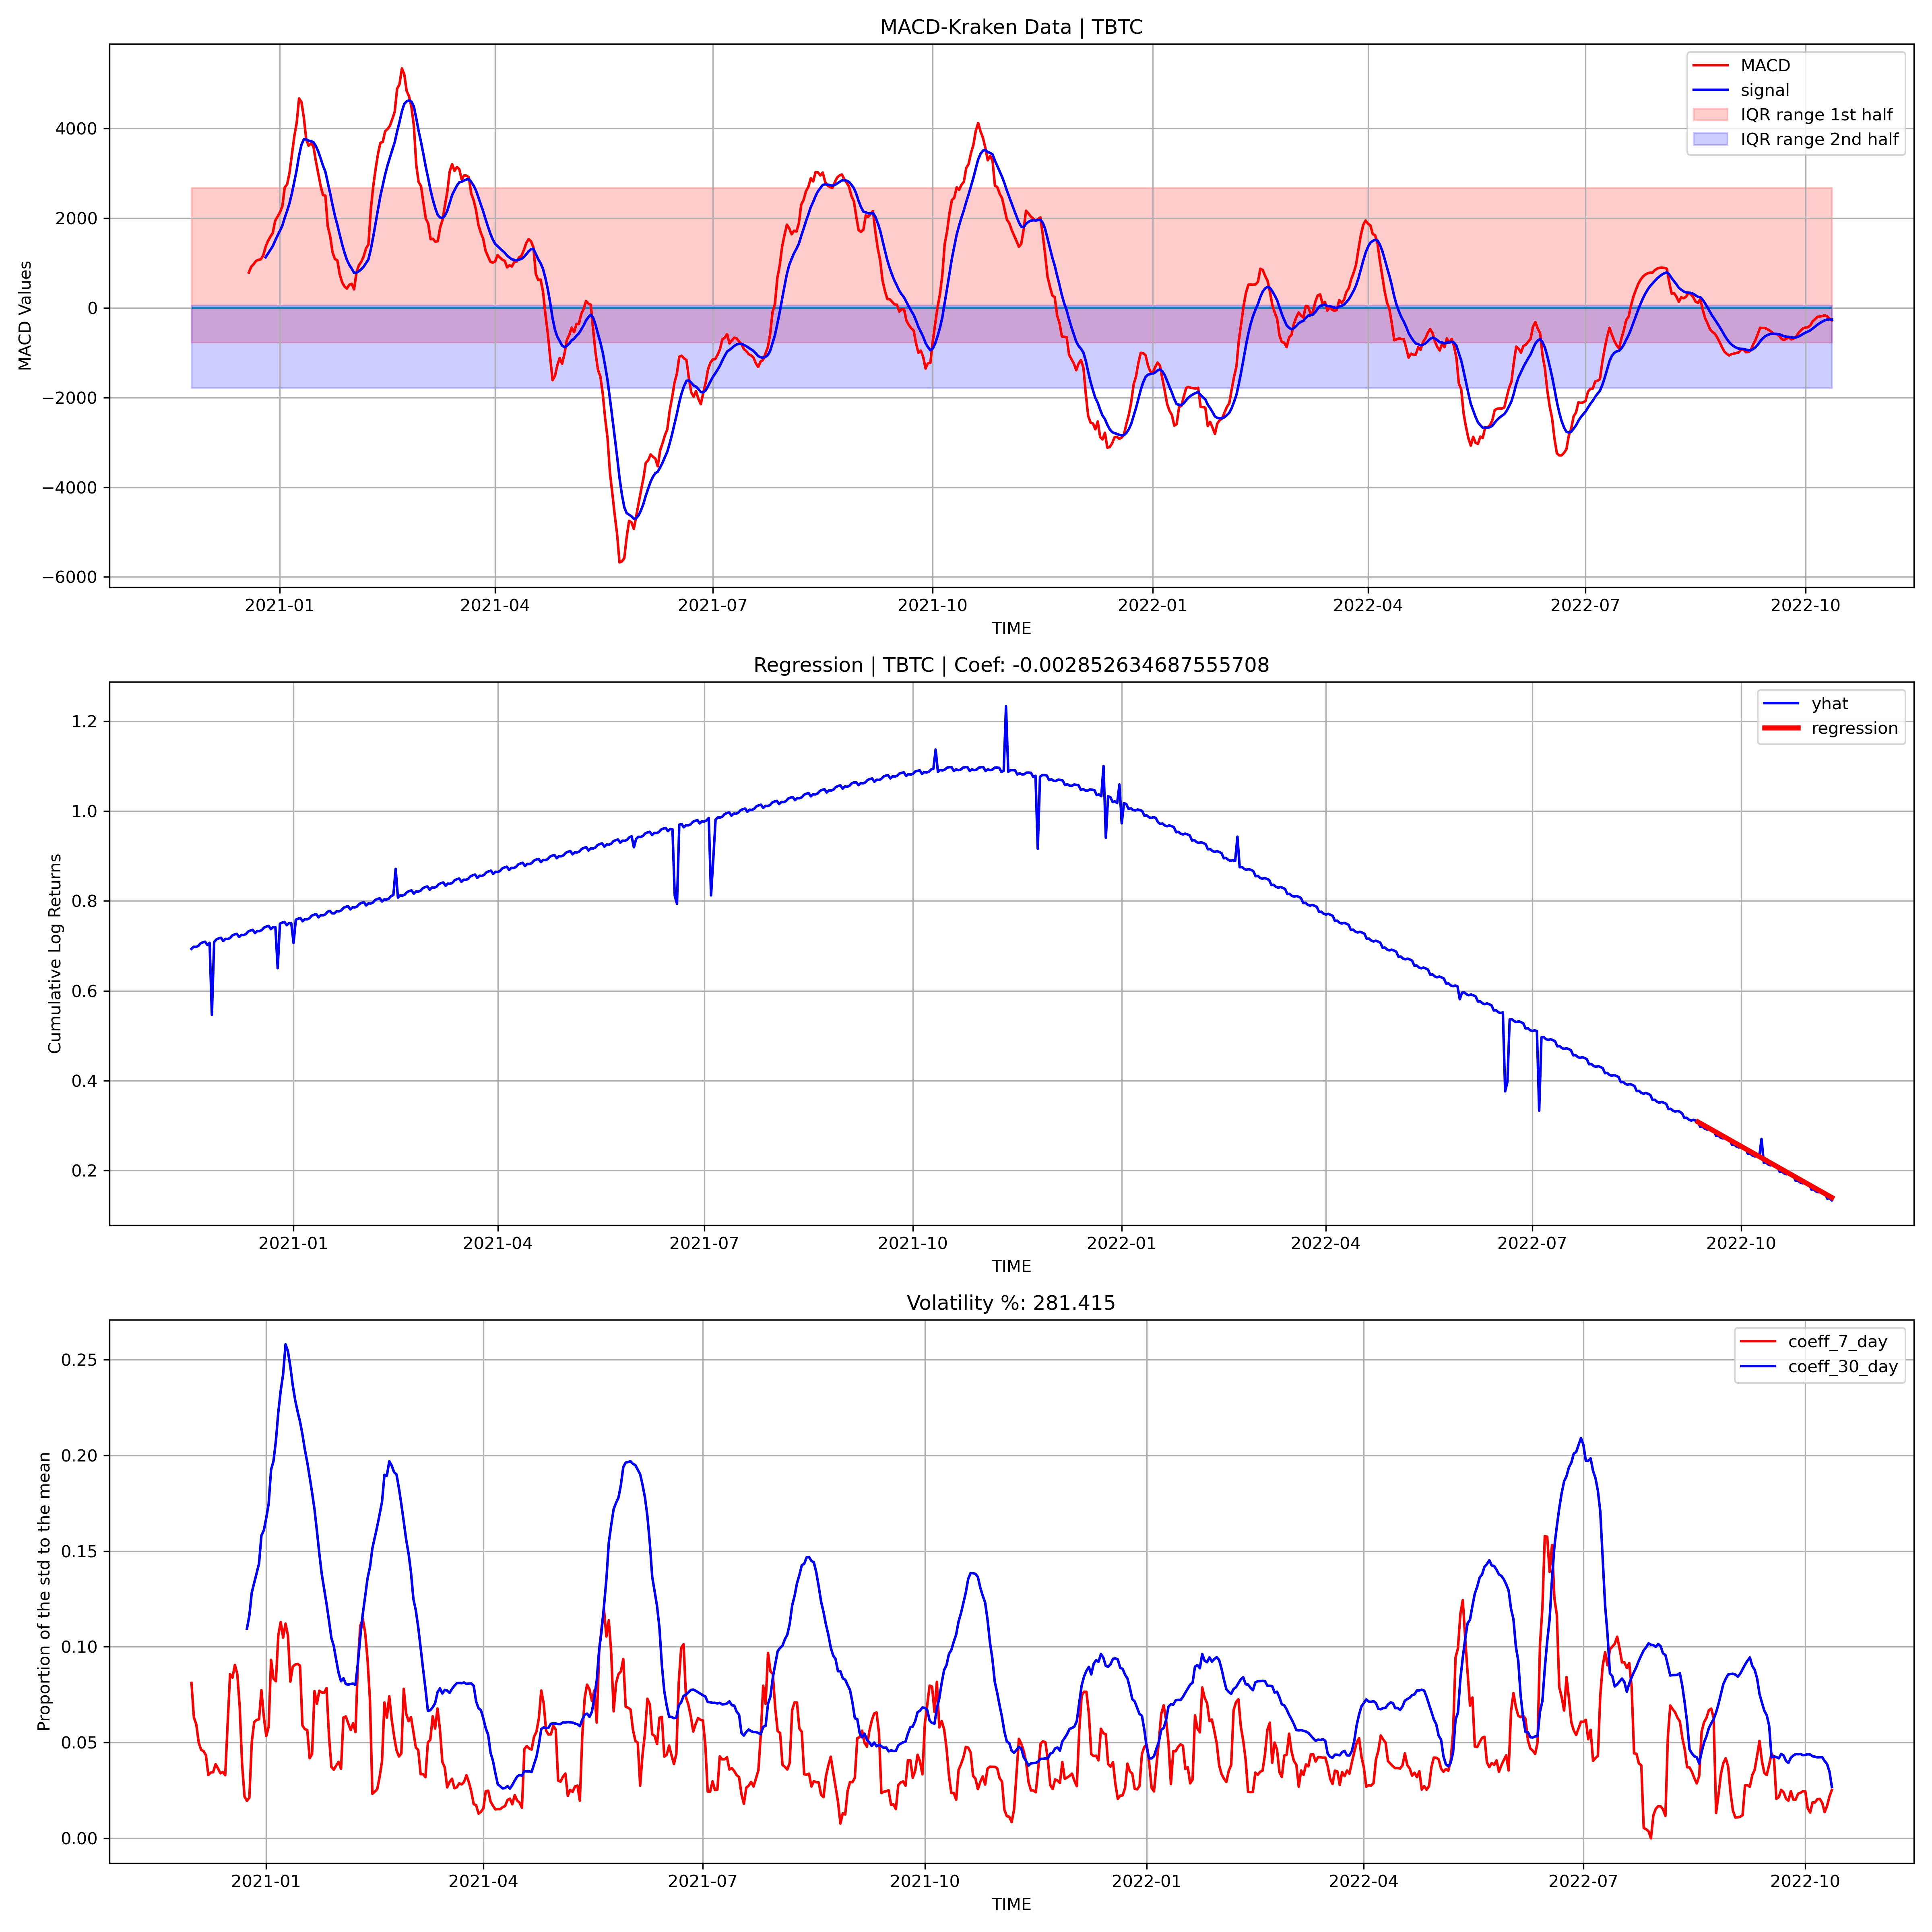 MACD-Kraken Data | TBTC
MACD
signal
IQR range 1st half
IQR range 2nd half
MACD Values
4000
2000
0
−2000
−4000
−6000
2021-01 2021-04 2021-07 2021-10 2022-01 2022-04 2022-07 2022-10
TIME
Regression | TBTC | Coef: -0.002852634687555708
yhat
regression
Cumulative Log Returns
1.2
1.0
0.8
0.6
0.4
0.2
2021-01 2021-04 2021-07 2021-10 2022-01 2022-04 2022-07 2022-10
TIME
Volatility %: 281.415
coeff_7_day
coeff_30_day
Proportion of the std to the mean
0.25
0.20
0.15
0.10
0.05
0.00
2021-01 2021-04 2021-07 2021-10 2022-01 2022-04 2022-07 2022-10
TIME